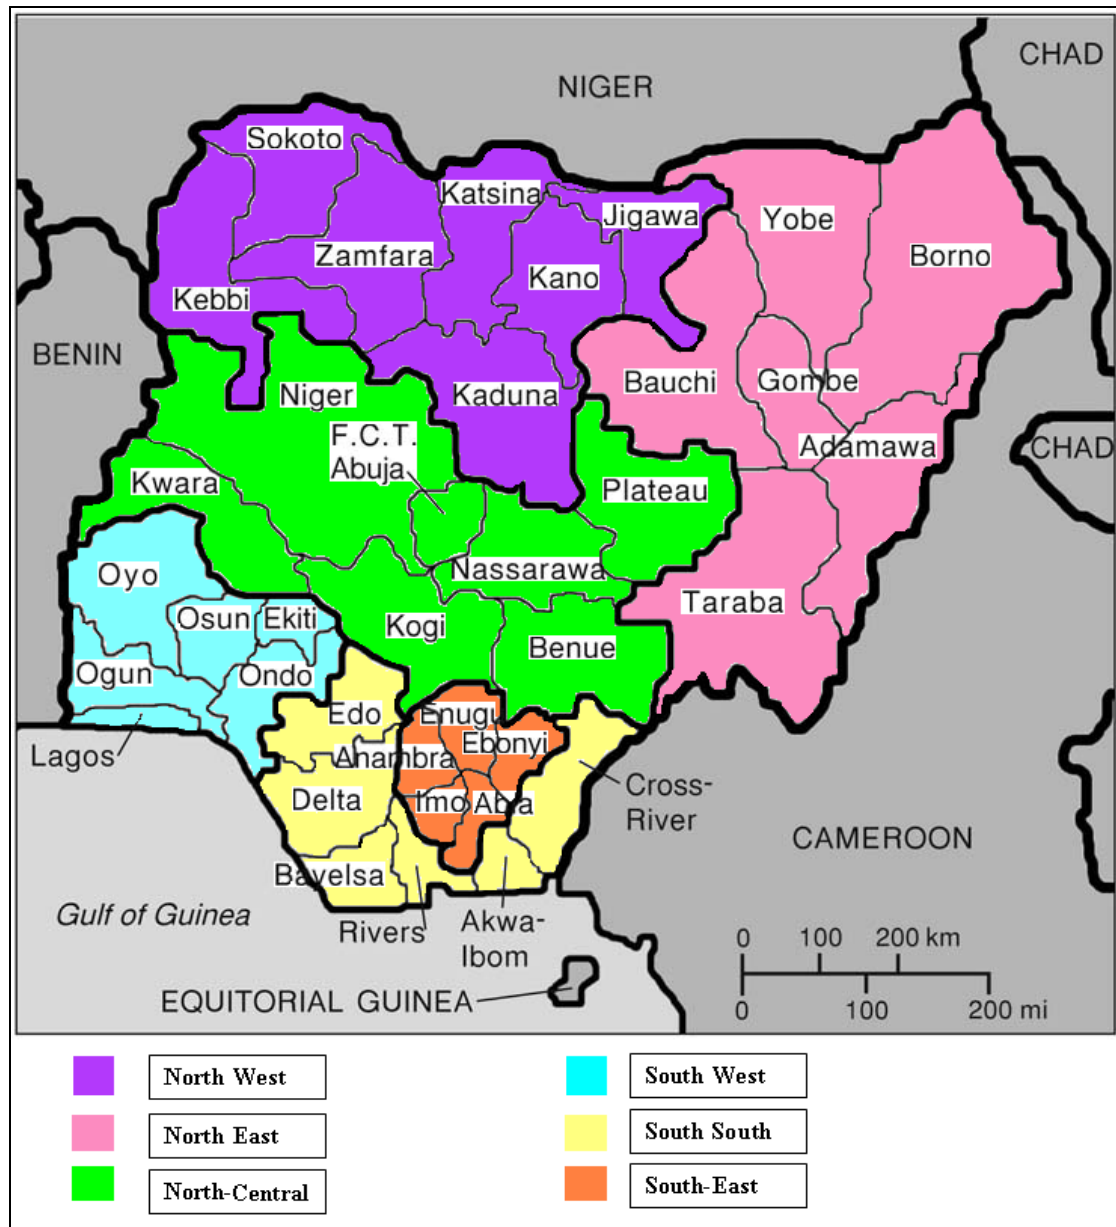 CHAD
NIGER
Sokoto
Katsina
Jigawa
Yobe
Zamfara
Borno
Kano
Kebbi
BENIN
Niger
Kaduna
Bauchi
Gombe
F.C.T.
Abuja
Adamawa
CHAD
Kwara
Plateau
Oyo
Nassarawa
Taraba
Osun
Ekiti
Kogi
Benue
Ogun
Ondo
Edo
Enugu
Ebonyi
Lagos
Anambra
Delta
Imo
Abia
Cross-
River
CAMEROON
Bayelsa
Gulf of Guinea
Rivers
Akwa-
Ibom
0 100 200 km
EQUITORIAL GUINEA
0 100 200 mi
North West
South West
North East
South South
North-Central
South-East